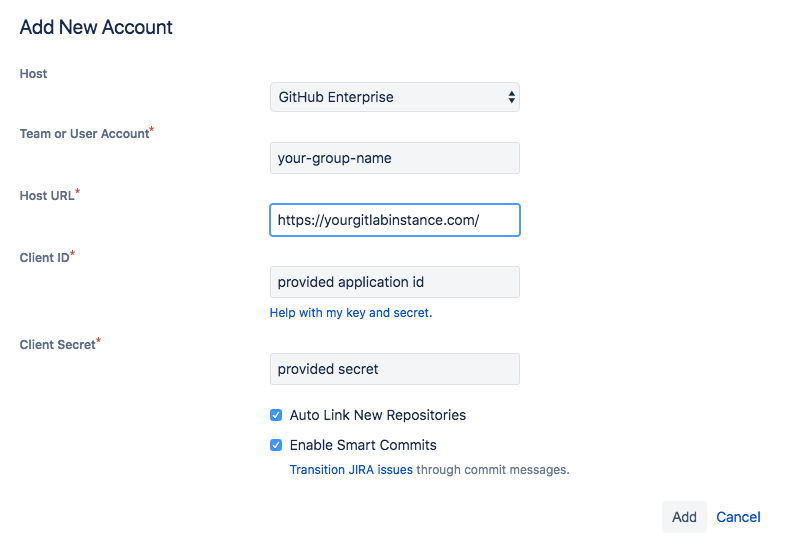 Add New Account
Host
GitHub Enterprise
Team or User Account*
your-group-name
Host URL*
https://yourgitlabinstance.com/
Client ID*
provided application id
Help with my key and secret.
Client Secret*
provided secret
Auto Link New Repositories
Enable Smart Commits
Transition JIRA issues through commit messages.
Add Cancel